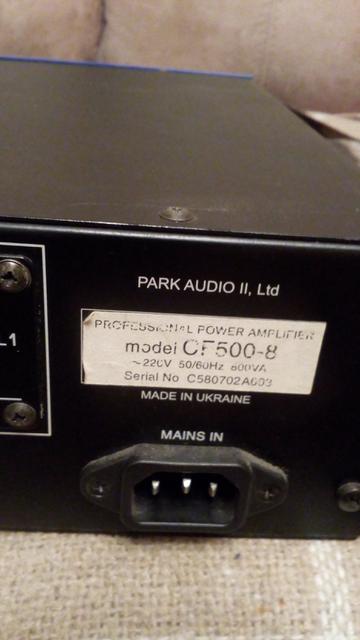 PARK AUDIO II, Ltd
L1
PROFESSIONAL POWER AMPLIFIER
model CF500-8
~220V 50/60Hz 800VA
Serial No C580702A603
MADE IN UKRAINE
MAINS IN